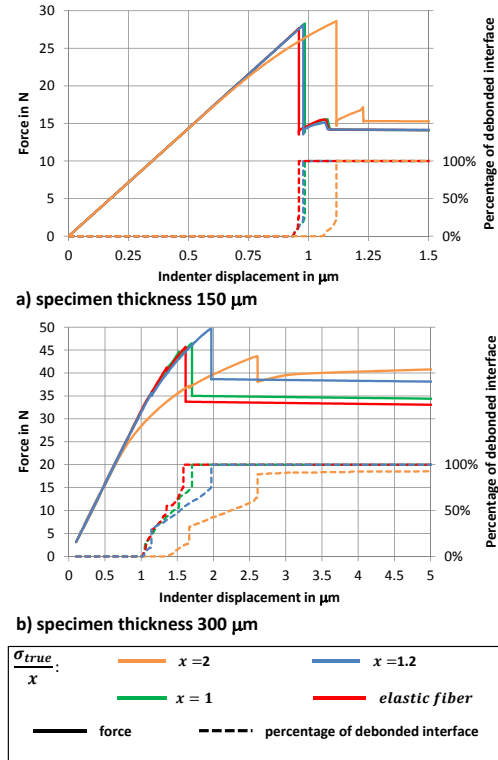 30
25
20
15
10
5
0
Force in N
100%
50%
0%
Percentage of debonded interface
0 0.25 0.5 0.75 1 1.25 1.5
Indenter displacement in μm
a) specimen thickness 150 μm
50
45
40
35
30
25
20
15
10
5
0
Force in N
100%
50%
0%
Percentage of debonded interface
0 0.5 1 1.5 2 2.5 3 3.5 4 4.5 5
Indenter displacement in μm
b) specimen thickness 300 μm
σtrue
x :
x =2
x =1.2
x = 1
elastic fiber
force
percentage of debonded interface